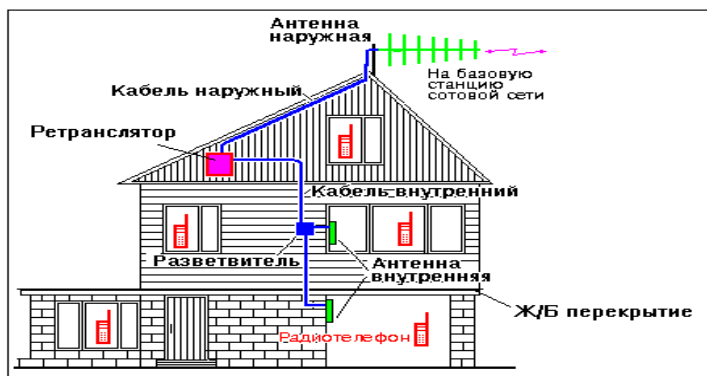 Антенна
наружная
На базовую
станцию
сотовой сети
Кабель наружный
Ретранслятор
Кабель внутренний
Разветвитель
Антенна
внутренняя
Ж/Б перекрытие
Радиотелефон